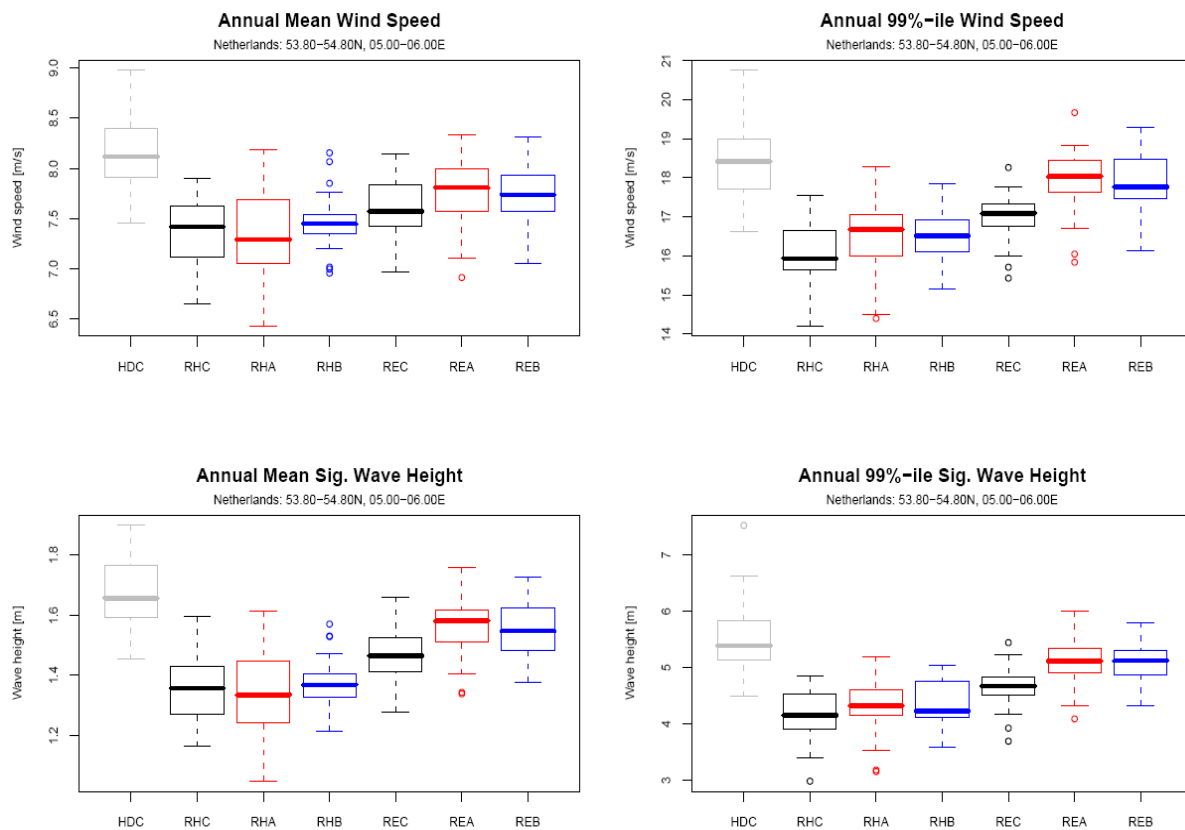 Annual Mean Wind Speed
Netherlands: 53.80−54.80N, 05.00−06.00E
Wind speed [m/s]
9.0
8.5
8.0
7.5
7.0
6.5
HDC RHC RHA RHB REC REA REB
Annual 99%−ile Wind Speed
Netherlands: 53.80−54.80N, 05.00−06.00E
Wind speed [m/s]
21
20
19
18
17
16
15
14
HDC RHC RHA RHB REC REA REB
Annual Mean Sig. Wave Height
Netherlands: 53.80−54.80N, 05.00−06.00E
Wave height [m]
1.8
1.6
1.4
1.2
HDC RHC RHA RHB REC REA REB
Annual 99%−ile Sig. Wave Height
Netherlands: 53.80−54.80N, 05.00−06.00E
Wave height [m]
7
6
5
4
3
HDC RHC RHA RHB REC REA REB